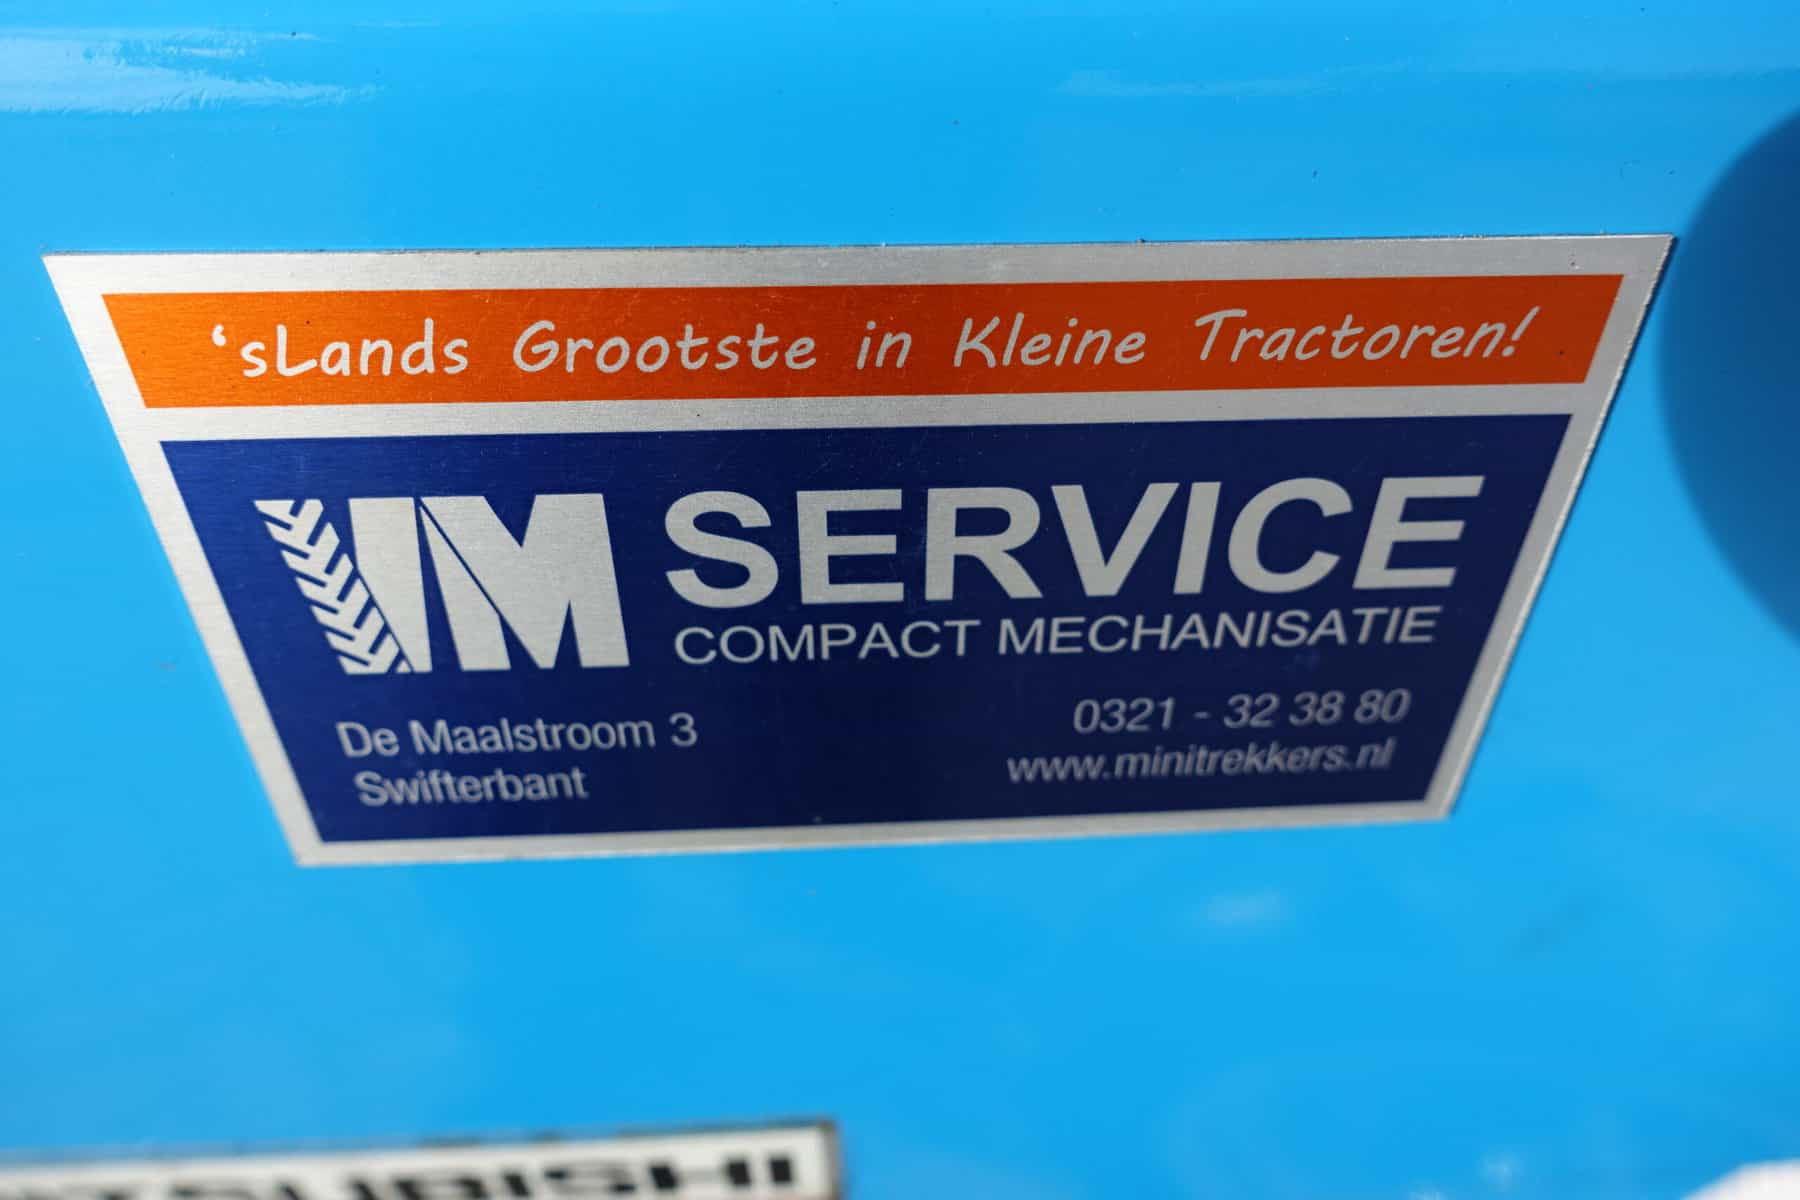 ‘sLands Grootste in Kleine Tractoren!
IM SERVICE
COMPACT MECHANISATIE
De Maalstroom 3
Swifterbant
0321 - 32 38 80
www.minitrekkers.nl